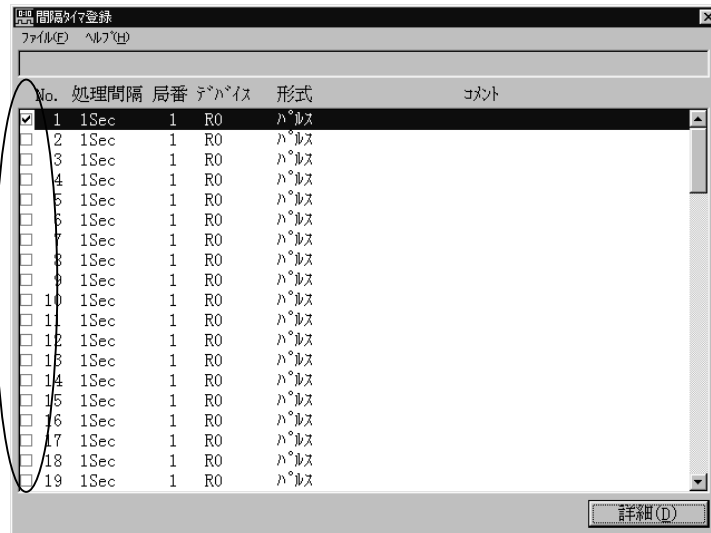 間隔ﾀｲﾏ登録
ﾌｧｲﾙ(F) ﾍﾙﾌﾟ(H)
No. 処理間隔 局番 ﾃﾞﾊﾞｲｽ 形式 ｺﾒﾝﾄ
1 1Sec 1 R0 ﾊﾟﾙｽ
2 1Sec 1 R0 ﾊﾟﾙｽ
3 1Sec 1 R0 ﾊﾟﾙｽ
4 1Sec 1 R0 ﾊﾟﾙｽ
5 1Sec 1 R0 ﾊﾟﾙｽ
6 1Sec 1 R0 ﾊﾟﾙｽ
7 1Sec 1 R0 ﾊﾟﾙｽ
8 1Sec 1 R0 ﾊﾟﾙｽ
9 1Sec 1 R0 ﾊﾟﾙｽ
10 1Sec 1 R0 ﾊﾟﾙｽ
11 1Sec 1 R0 ﾊﾟﾙｽ
12 1Sec 1 R0 ﾊﾟﾙｽ
13 1Sec 1 R0 ﾊﾟﾙｽ
14 1Sec 1 R0 ﾊﾟﾙｽ
15 1Sec 1 R0 ﾊﾟﾙｽ
16 1Sec 1 R0 ﾊﾟﾙｽ
17 1Sec 1 R0 ﾊﾟﾙｽ
18 1Sec 1 R0 ﾊﾟﾙｽ
19 1Sec 1 R0 ﾊﾟﾙｽ
詳細(D)